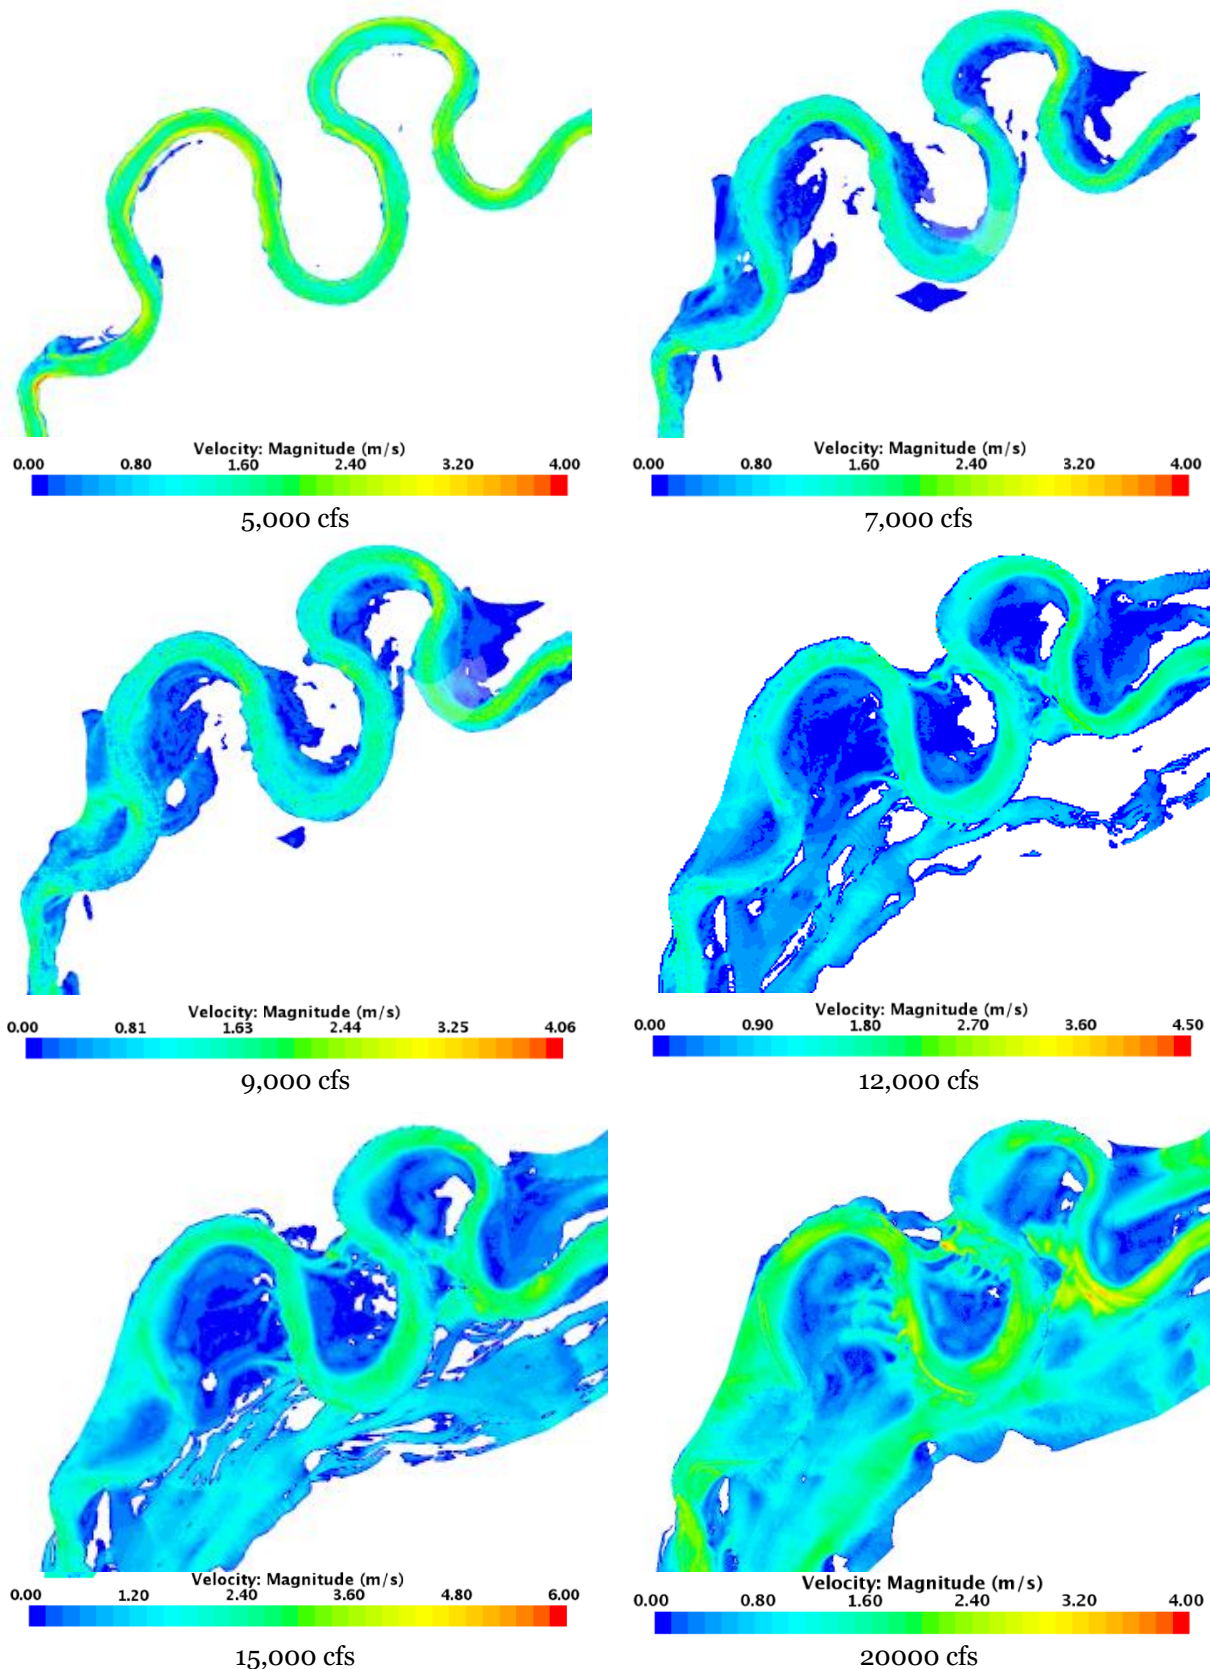 Velocity: Magnitude (m/s)
0.00 0.80 1.60 2.40 3.20 4.00
5,000 cfs
Velocity: Magnitude (m/s)
0.00 0.80 1.60 2.40 3.20 4.00
7,000 cfs
Velocity: Magnitude (m/s)
0.00 0.81 1.63 2.44 3.25 4.06
9,000 cfs
Velocity: Magnitude (m/s)
0.00 0.90 1.80 2.70 3.60 4.50
12,000 cfs
Velocity: Magnitude (m/s)
0.00 1.20 2.40 3.60 4.80 6.00
15,000 cfs
Velocity: Magnitude (m/s)
0.00 0.80 1.60 2.40 3.20 4.00
20000 cfs